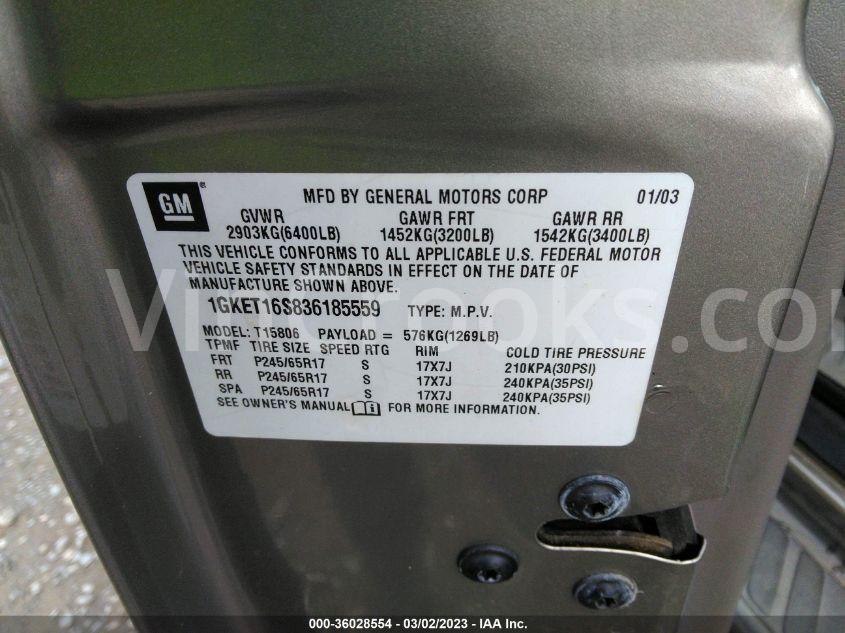 GM ® MFD BY GENERAL MOTORS CORP 01/03
GVWR GAWR FRT GAWR RR
2903KG(6400LB) 1452KG(3200LB) 1542KG(3400LB)
THIS VEHICLE CONFORMS TO ALL APPLICABLE U.S. FEDERAL MOTOR
VEHICLE SAFETY STANDARDS IN EFFECT ON THE DATE OF
MANUFACTURE SHOWN ABOVE.
1GKET16S836185559 TYPE: M.P.V.
MODEL: T15806 PAYLOAD = 576KG(1269LB)
TPMF TIRE SIZE SPEED RTG RIM COLD TIRE PRESSURE
FRT P245/65R17 S 17X7J 210KPA(30PSI)
RR P245/65R17 S 17X7J 240KPA(35PSI)
SPA P245/65R17 S 17X7J 240KPA(35PSI)
SEE OWNER'S MANUAL FOR MORE INFORMATION.
000-36028554 - 03/02/2023 - IAA Inc.